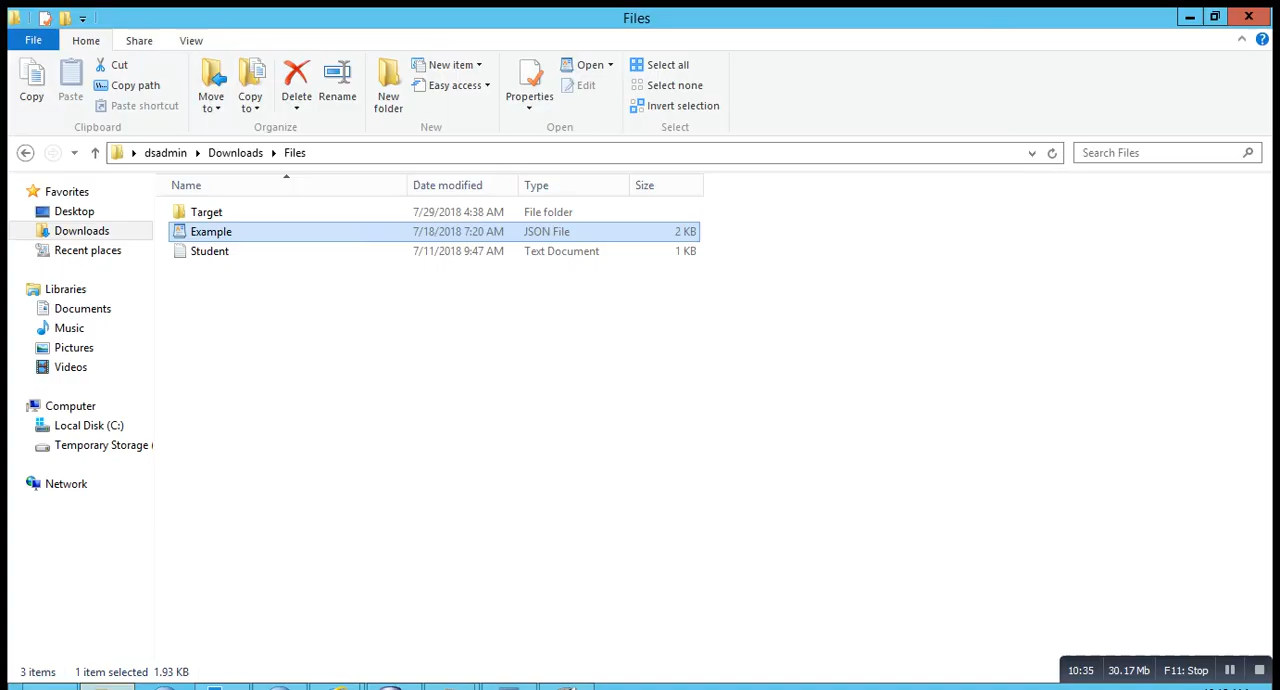 Files
File Home Share View
Copy Paste Cut Copy path Paste shortcut Clipboard
Move to Copy to Delete Rename Organize
New folder New item Easy access New
Properties Open Edit Open
Select all Select none Invert selection Select
dsadmin Downloads Files Search Files
Favorites
Desktop
Downloads
Recent places
Libraries
Documents
Music
Pictures
Videos
Computer
Local Disk (C:)
Temporary Storage (
Network
Name Date modified Type Size
Target 7/29/2018 4:38 AM File folder
Example 7/18/2018 7:20 AM JSON File 2 KB
Student 7/11/2018 9:47 AM Text Document 1 KB
3 items 1 item selected 1.93 KB
10:35 30.17 Mb F11: Stop